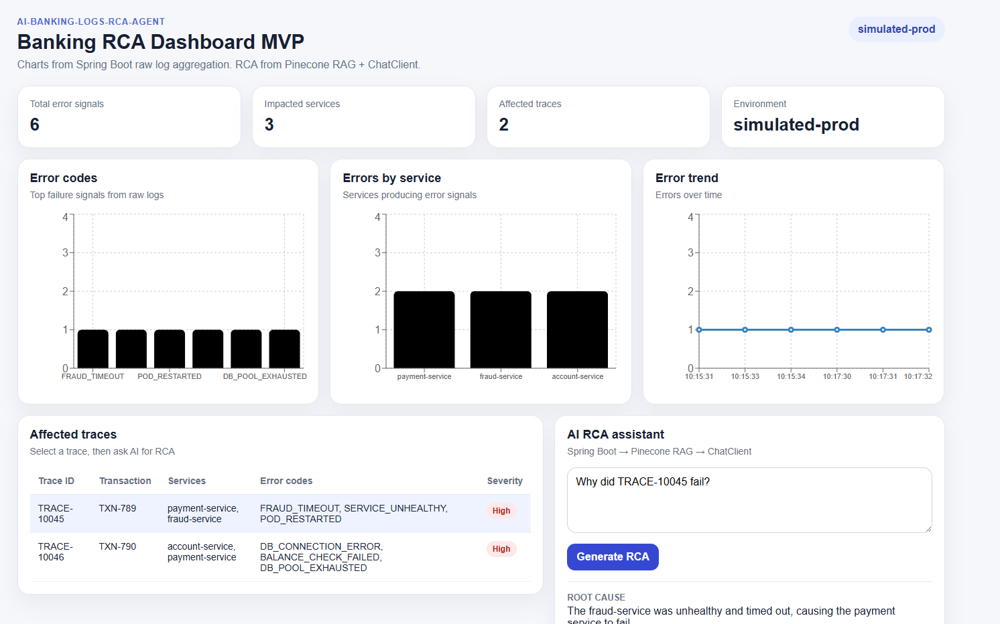 AI-BANKING-LOGS-RCA-AGENT
Banking RCA Dashboard MVP
Charts from Spring Boot raw log aggregation. RCA from Pinecone RAG + ChatClient.
simulated-prod
Total error signals
6
Impacted services
3
Affected traces
2
Environment
simulated-prod
Error codes
Top failure signals from raw logs
4
3
2
1
0
FRAUD_TIMEOUT POD_RESTARTED DB_POOL_EXHAUSTED
Errors by service
Services producing error signals
4
3
2
1
0
payment-service fraud-service account-service
Error trend
Errors over time
4
3
2
1
0
10:15:31 10:15:33 10:15:34 10:17:30 10:17:31 10:17:32
Affected traces
Select a trace, then ask AI for RCA
Trace ID Transaction Services Error codes Severity
TRACE-10045 TXN-789 payment-service, fraud-service FRAUD_TIMEOUT, SERVICE_UNHEALTHY, POD_RESTARTED High
TRACE-10046 TXN-790 account-service, payment-service DB_CONNECTION_ERROR, BALANCE_CHECK_FAILED, DB_POOL_EXHAUSTED High
AI RCA assistant
Spring Boot → Pinecone RAG → ChatClient
Why did TRACE-10045 fail?
Generate RCA
ROOT CAUSE
The fraud-service was unhealthy and timed out, causing the payment
service to fail